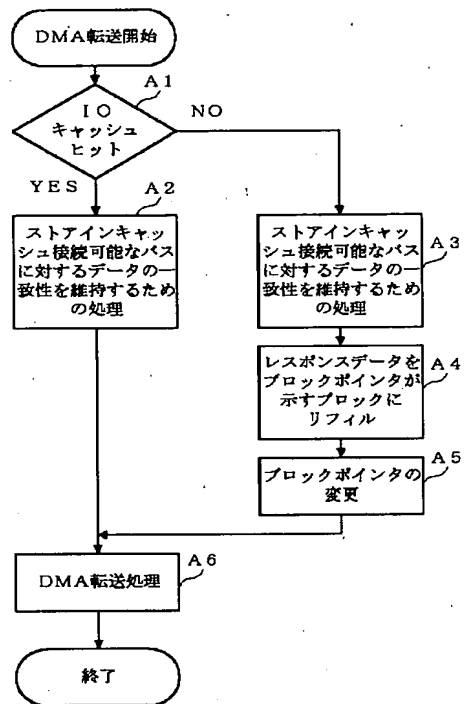 DMA転送開始
A1
IO
キャッシュ
ヒット
NO
YES
A2
ストアインキャッ
シュ接続可能なバス
に対するデータの一
致性を維持するため
の処理
ストアインキャッ
シュ接続可能なバス
に対するデータの一
致性を維持するため
の処理
A3
レスポンスデータを
ブロックポインタが
示すブロックに
リフィル
A4
ブロックポインタの
変更
A5
DMA転送処理
A6
終了